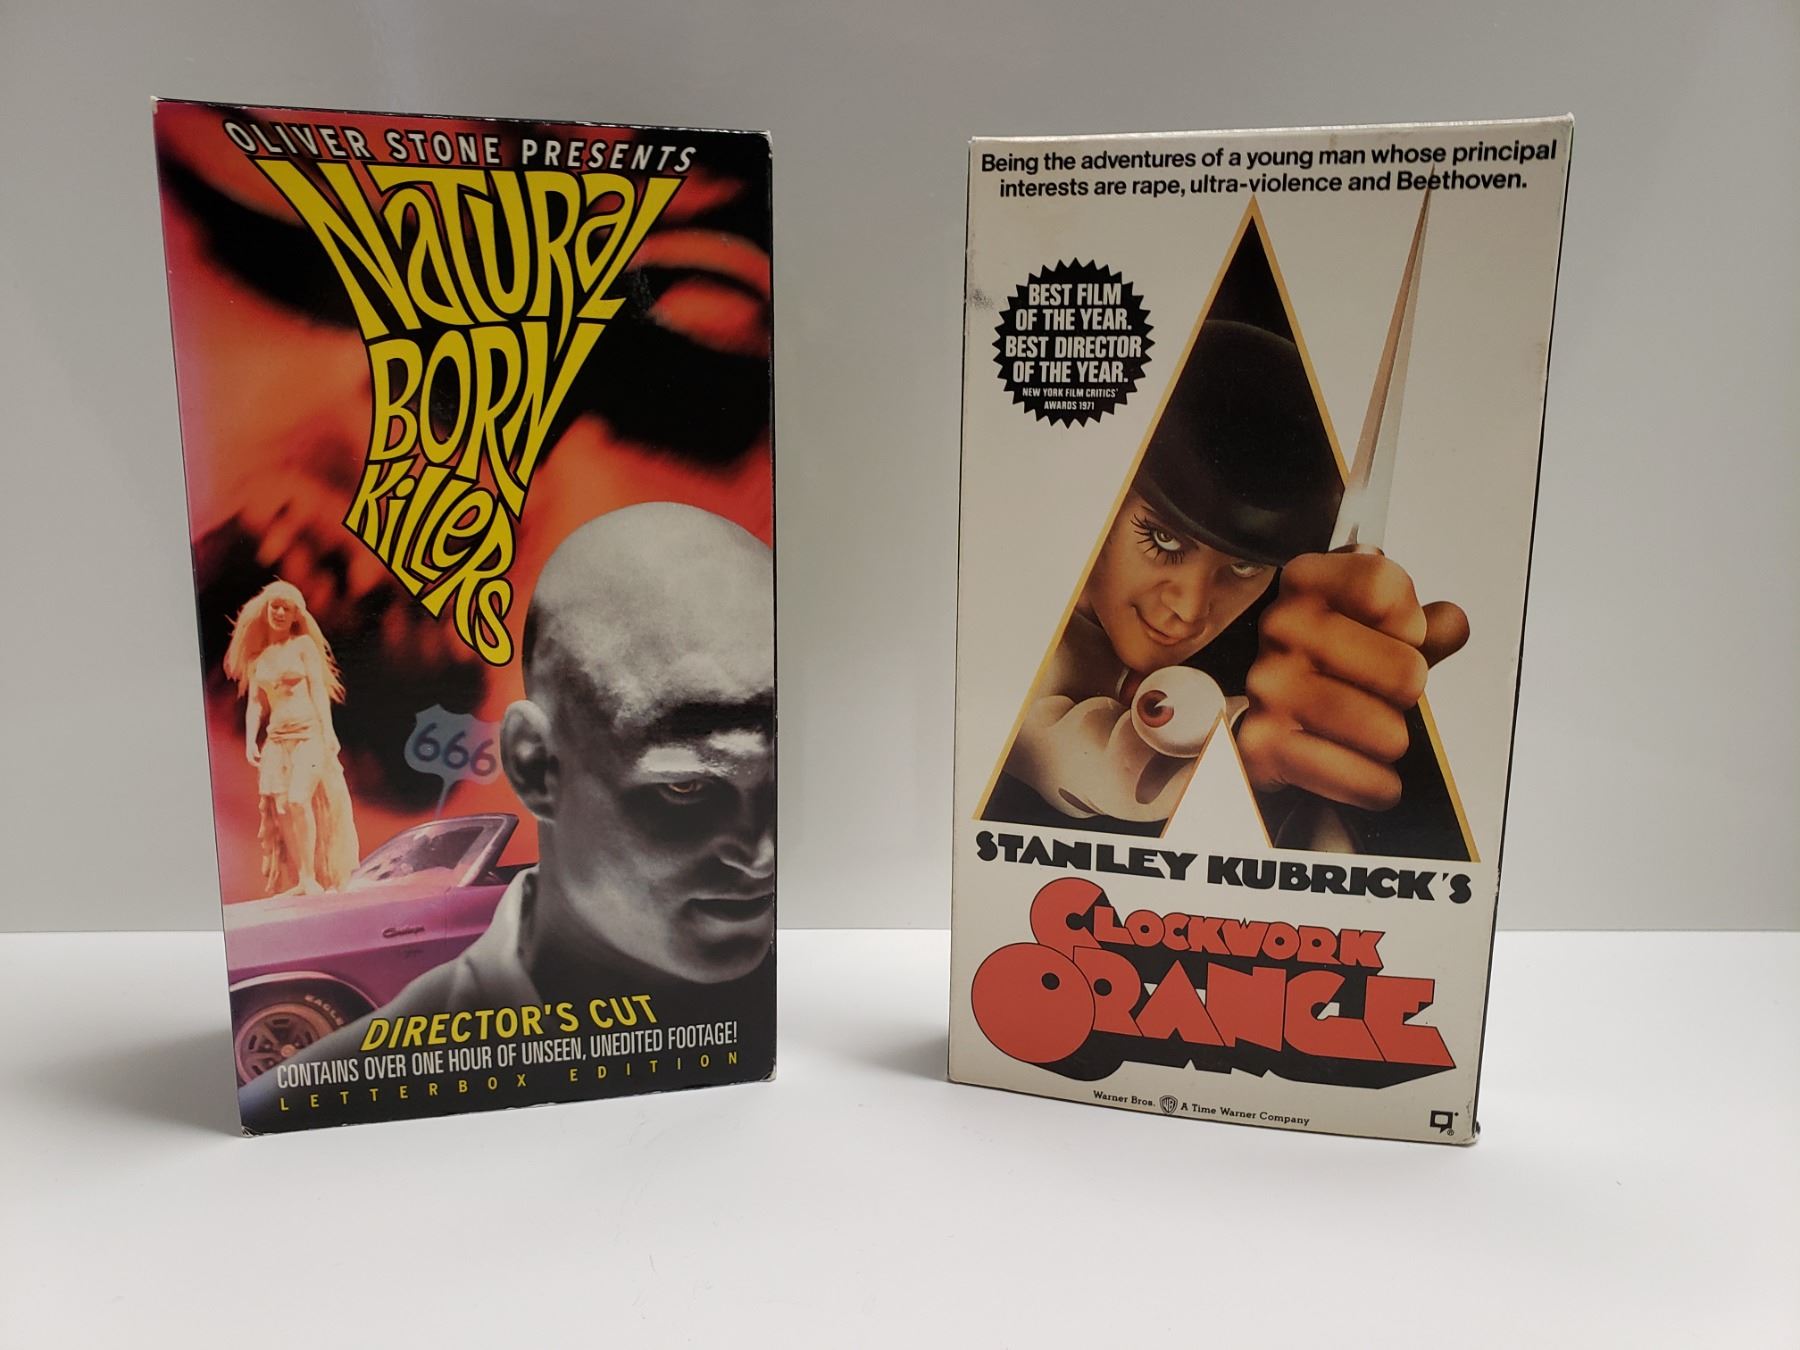 OLIVER STONE PRESENTS
NATURAL
BORN
KILLERS
666
EAGLE
DIRECTOR'S CUT
CONTAINS OVER ONE HOUR OF UNSEEN, UNEDITED FOOTAGE!
LETTERBOX EDITION
Being the adventures of a young man whose principal
interests are rape, ultra-violence and Beethoven.
BEST FILM
OF THE YEAR.
BEST DIRECTOR
OF THE YEAR.
NEW YORK FILM CRITICS'
AWARDS 1971
STANLEY KUBRICK'S
CLOCKWORK
ORANGE
Warner Bros. WB A Time Warner Company